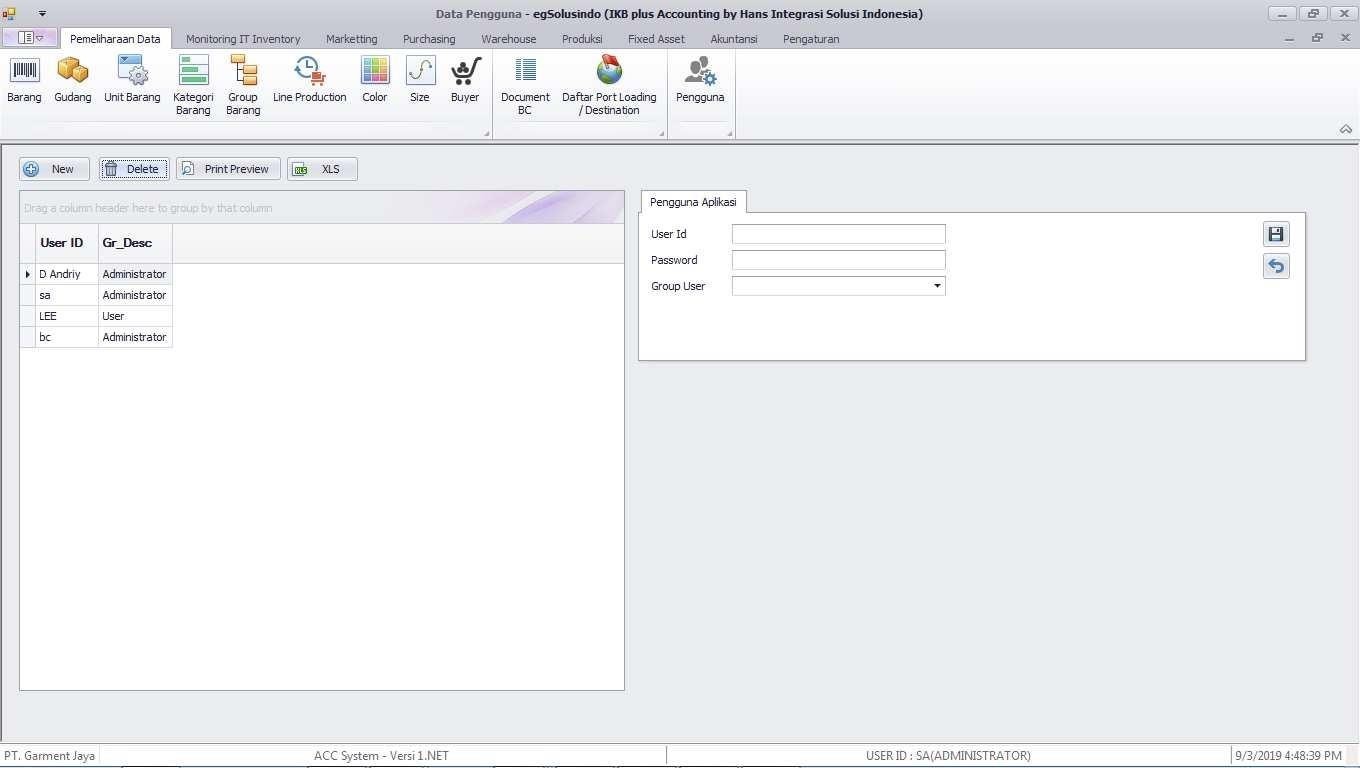 Data Pengguna - egSolusindo (IKB plus Accounting by Hans Integrasi Solusi Indonesia)
Pemeliharaan Data Monitoring IT Inventory Marketting Purchasing Warehouse Produksi Fixed Asset Akuntansi Pengaturan
Barang Gudang Unit Barang Kategori Group Line Production Color Size Buyer Document Daftar Port Loading Pengguna
Barang Barang BC / Destination
New Delete Print Preview XLS XLS
Drag a column header here to group by that column
User ID Gr_Desc
D Andriy Administrator
sa Administrator
LEE User
bc Administrator
Pengguna Aplikasi
User Id
Password
Group User
PT. Garment Jaya ACC System - Versi 1.NET USER ID : SA(ADMINISTRATOR) 9/3/2019 4:48:39 PM